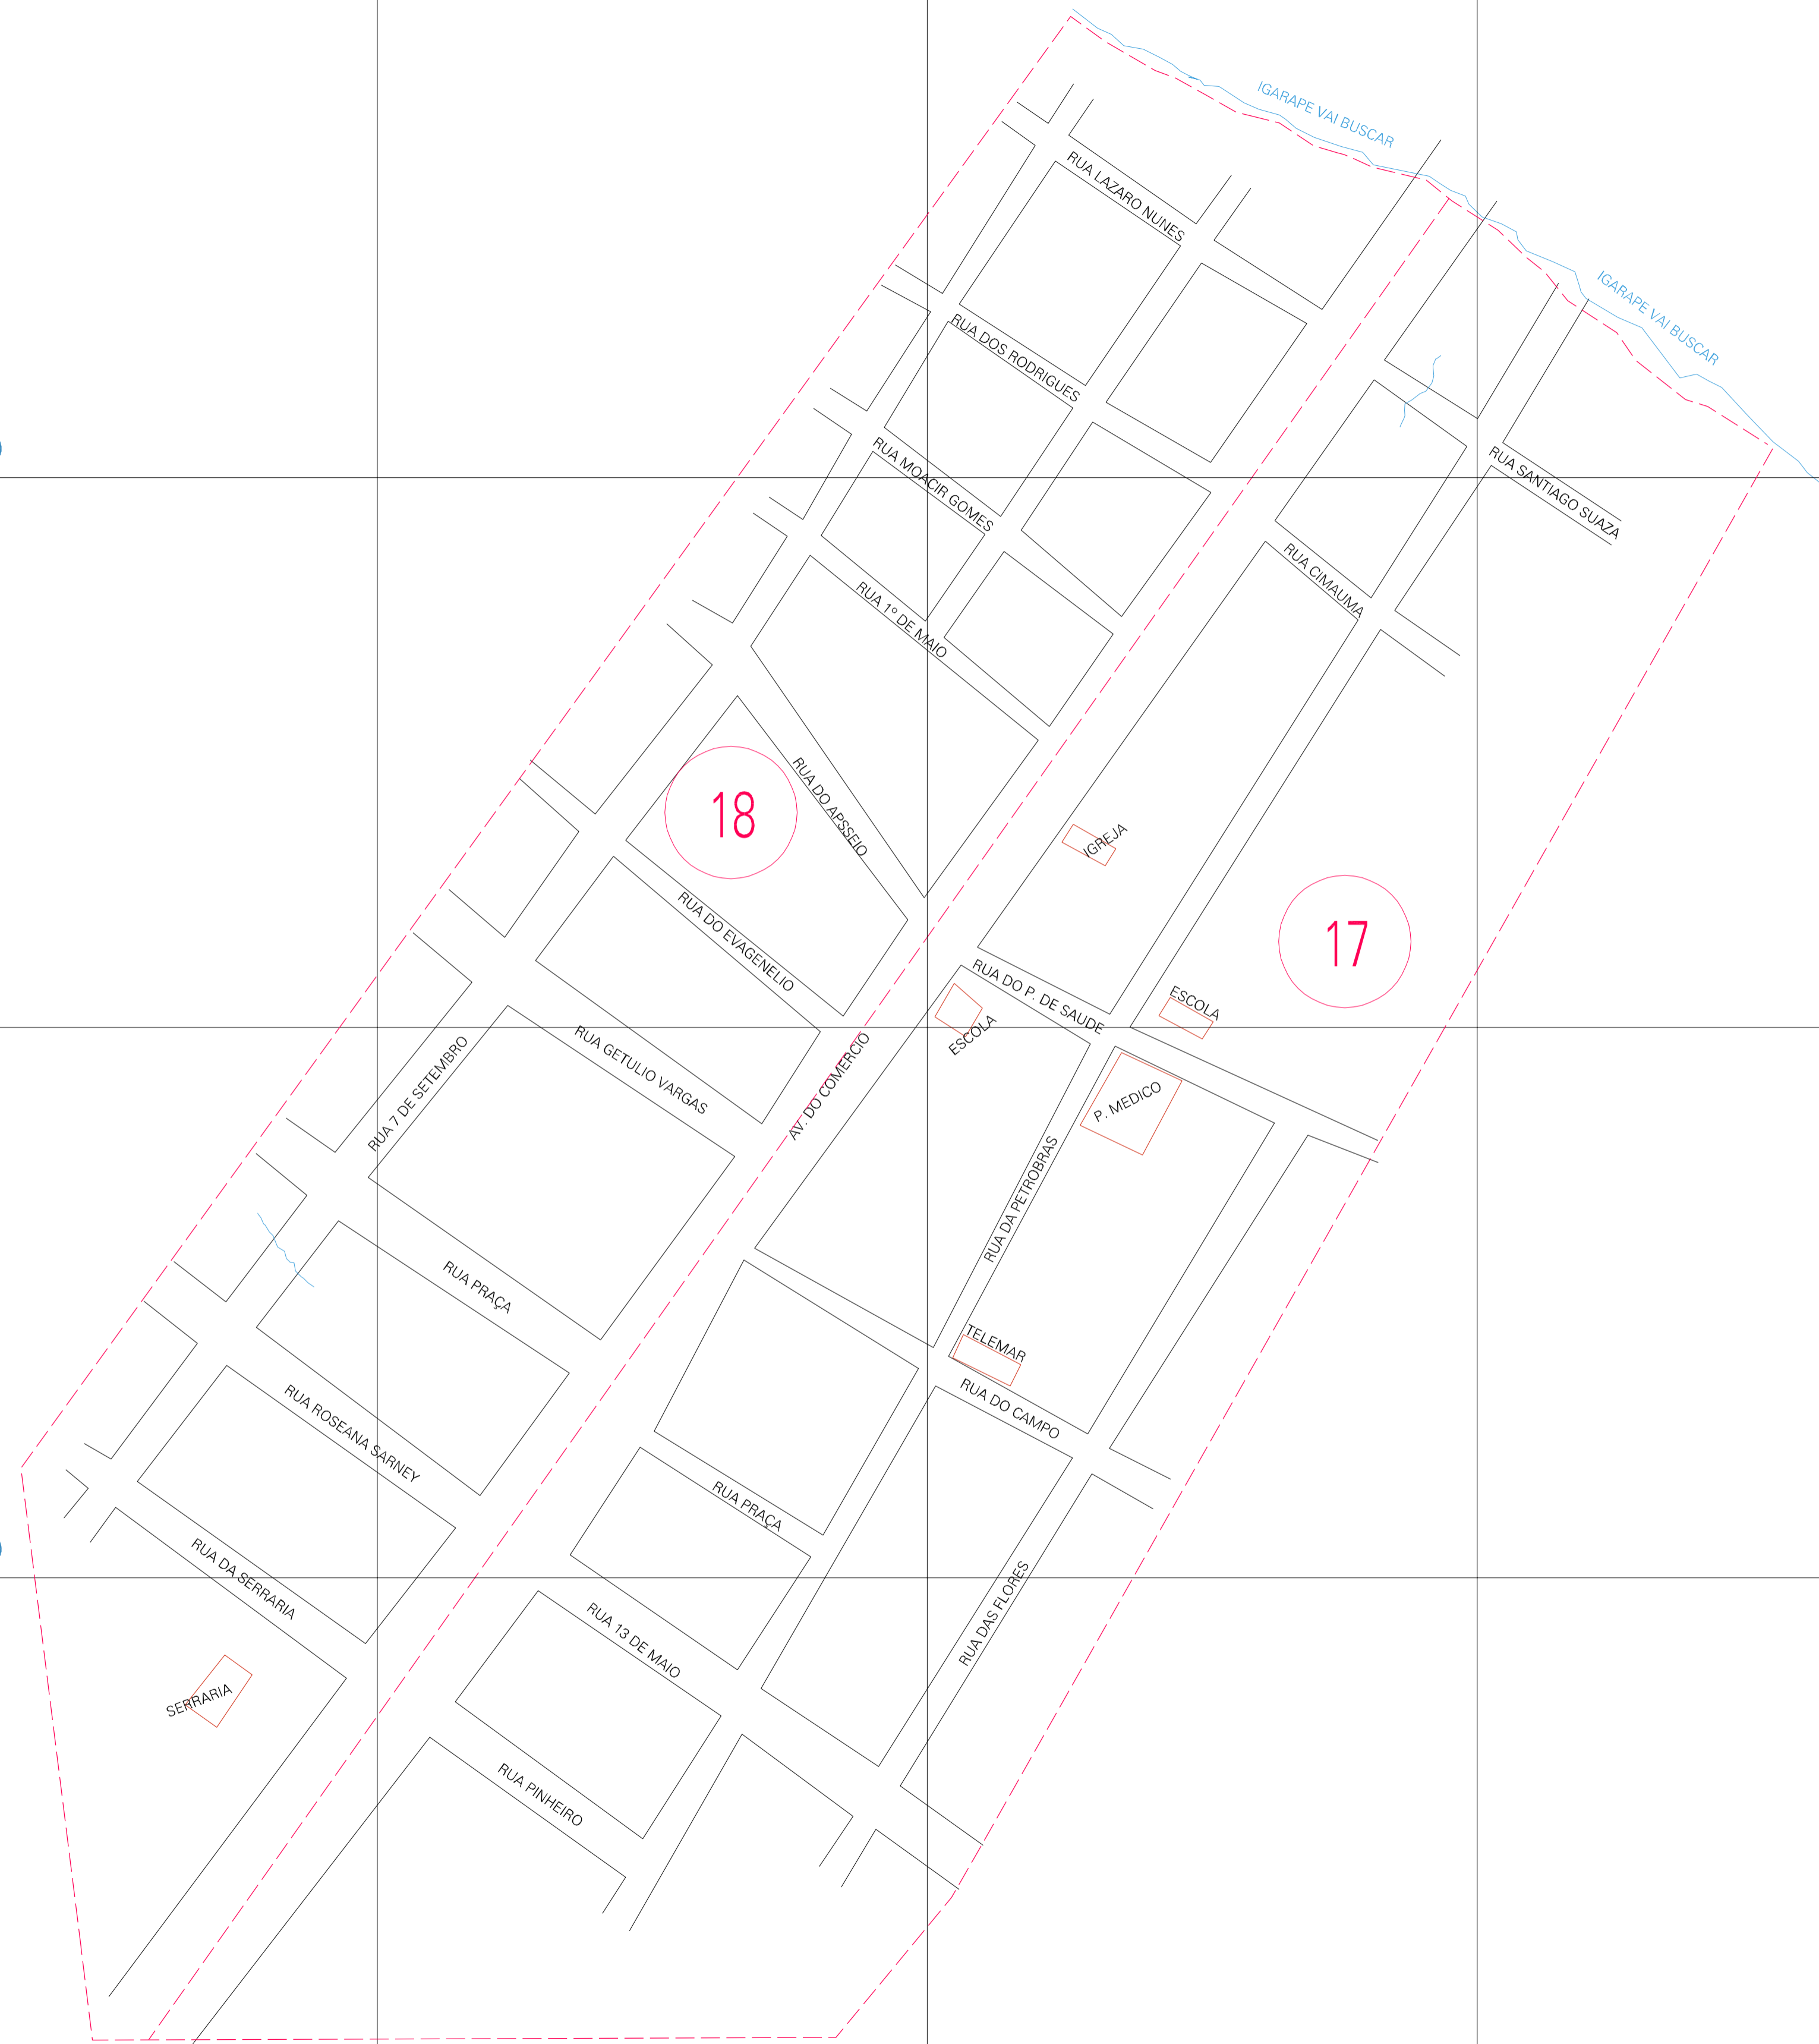 IGARAPE VAI BUSCAR
RUA LAZARO NUNES
IGARAPE VAI BUSCAR
RUA DOS RODRIGUES
RUA MOACIR GOMES
RUA SANTIAGO SUAZA
RUA CIMAUMA
RUA 1º DE MAIO
18
RUA DO APSSEIO
IGREJA
17
RUA DO EVAGENELIO
RUA DO P. DE SAUDE
ESCOLA
ESCOLA
RUA GETULIO VARGAS
RUA 7 DE SETEMBRO
AV. DO COMERCIO
P. MEDICO
RUA DA PETROBRAS
RUA PRAÇA
TELEMAR
RUA DO CAMPO
RUA ROSEANA SARNEY
RUA PRAÇA
RUA DA SERRARIA
RUA DAS FLORES
RUA 13 DE MAIO
SERRARIA
RUA PINHEIRO